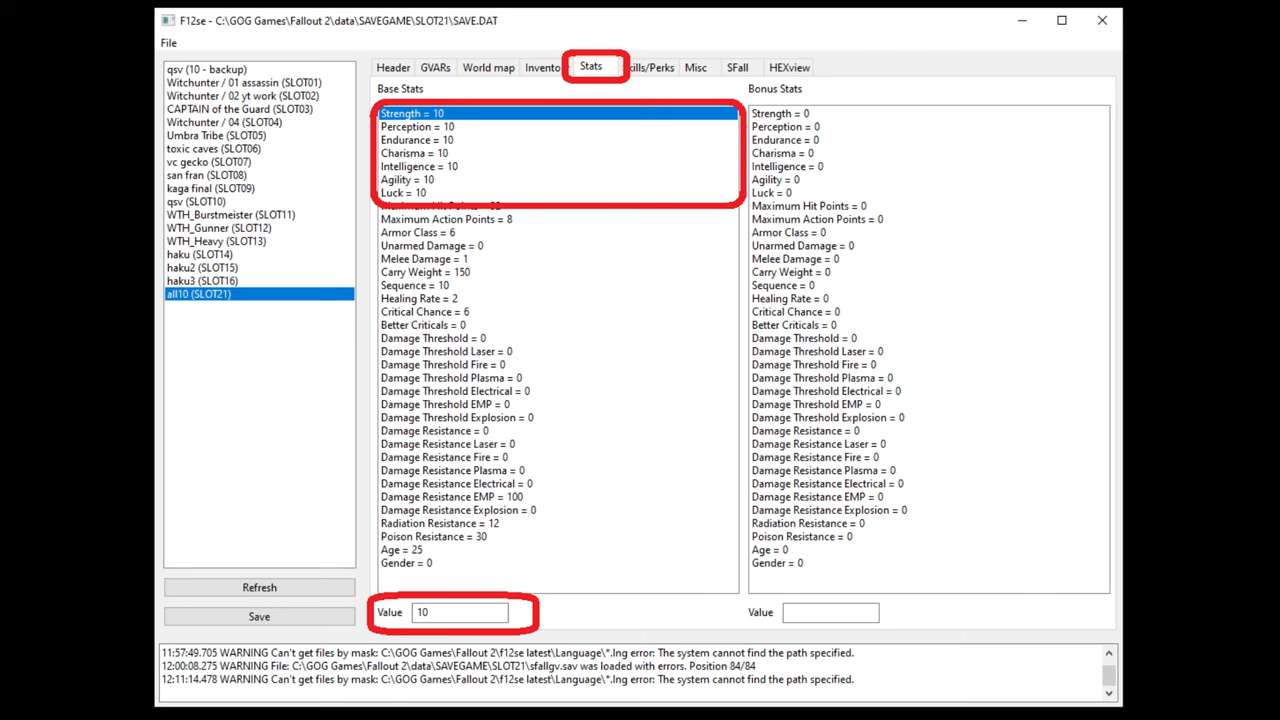 F12se - C:\GOG Games\Fallout 2\data\SAVEGAME\SLOT21\SAVE.DAT
File
Header GVARs World map Invento Stats kills/Perks Misc SFall HEXview
qsv (10 - backup)
Witchunter / 01 assassin (SLOT01)
Witchunter / 02 yt work (SLOT02)
CAPTAIN of the Guard (SLOT03)
Witchunter / 04 (SLOT04)
Umbra Tribe (SLOT05)
toxic caves (SLOT06)
vc gecko (SLOT07)
san fran (SLOT08)
kaga final (SLOT09)
qsv (SLOT10)
WTH_Burstmeister (SLOT11)
WTH_Gunner (SLOT12)
WTH_Heavy (SLOT13)
haku (SLOT14)
haku2 (SLOT15)
haku3 (SLOT16)
all10 (SLOT21)
Refresh
Save
Base Stats
Strength = 10
Perception = 10
Endurance = 10
Charisma = 10
Intelligence = 10
Agility = 10
Luck = 10
Maximum Action Points = 8
Armor Class = 6
Unarmed Damage = 0
Melee Damage = 1
Carry Weight = 150
Sequence = 10
Healing Rate = 2
Critical Chance = 6
Better Criticals = 0
Damage Threshold = 0
Damage Threshold Laser = 0
Damage Threshold Fire = 0
Damage Threshold Plasma = 0
Damage Threshold Electrical = 0
Damage Threshold EMP = 0
Damage Threshold Explosion = 0
Damage Resistance = 0
Damage Resistance Laser = 0
Damage Resistance Fire = 0
Damage Resistance Plasma = 0
Damage Resistance Electrical = 0
Damage Resistance EMP = 100
Damage Resistance Explosion = 0
Radiation Resistance = 12
Poison Resistance = 30
Age = 25
Gender = 0
Value 10
Bonus Stats
Strength = 0
Perception = 0
Endurance = 0
Charisma = 0
Intelligence = 0
Agility = 0
Luck = 0
Maximum Hit Points = 0
Maximum Action Points = 0
Armor Class = 0
Unarmed Damage = 0
Melee Damage = 0
Carry Weight = 0
Sequence = 0
Healing Rate = 0
Critical Chance = 0
Better Criticals = 0
Damage Threshold = 0
Damage Threshold Laser = 0
Damage Threshold Fire = 0
Damage Threshold Plasma = 0
Damage Threshold Electrical = 0
Damage Threshold EMP = 0
Damage Threshold Explosion = 0
Damage Resistance = 0
Damage Resistance Laser = 0
Damage Resistance Fire = 0
Damage Resistance Plasma = 0
Damage Resistance Electrical = 0
Damage Resistance EMP = 0
Damage Resistance Explosion = 0
Radiation Resistance = 0
Poison Resistance = 0
Age = 0
Gender = 0
Value
11:57:49.705 WARNING Can't get files by mask: C:\GOG Games\Fallout 2\f12se latest\Language\*.lng error: The system cannot find the path specified.
12:00:08.275 WARNING File: C:\GOG Games\Fallout 2\data\SAVEGAME\SLOT21\sfallgv.sav was loaded with errors. Position 84/84
12:11:14.478 WARNING Can't get files by mask: C:\GOG Games\Fallout 2\f12se latest\Language\*.lng error: The system cannot find the path specified.